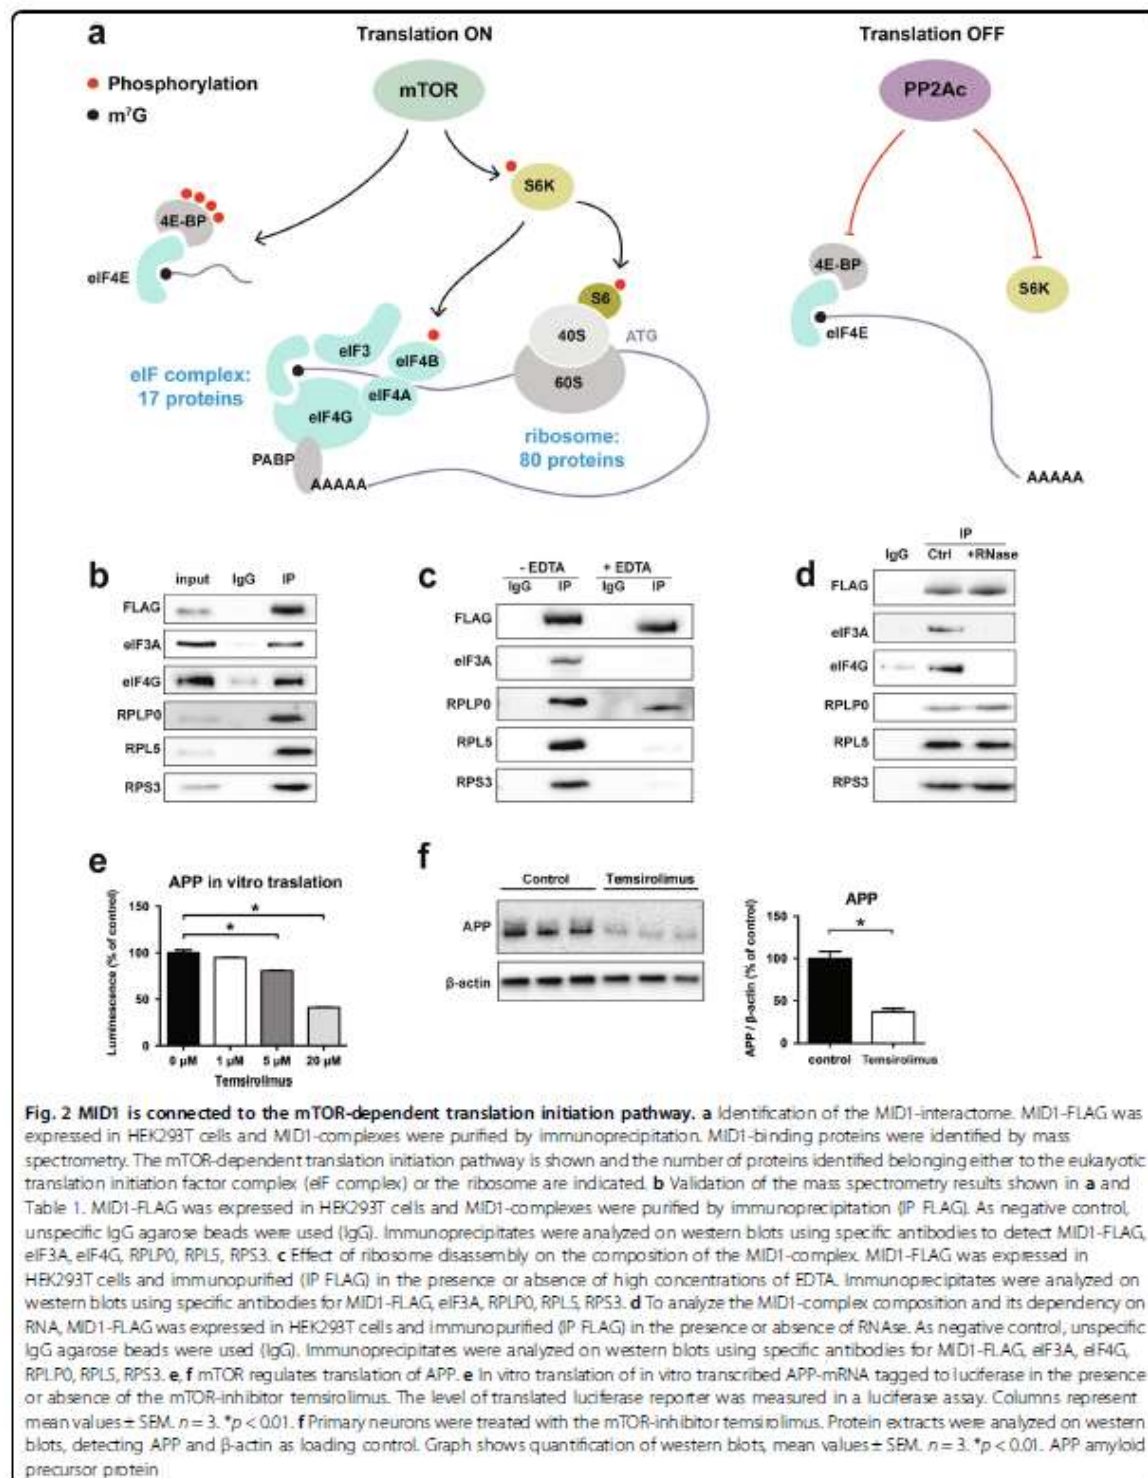 a
Translation ON
Translation OFF
Phosphorylation
m⁷G
mTOR
PP2Ac
S6K
4E-BP
eIF4E
S6
40S
ATG
60S
eIF3
eIF4B
eIF4A
eIF4G
eIF complex:
17 proteins
ribosome:
80 proteins
PABP
AAAAA
4E-BP
eIF4E
S6K
AAAAA
b
input IgG IP
FLAG
eIF3A
eIF4G
RPLP0
RPL5
RPS3
c
- EDTA + EDTA
IgG IP IgG IP
FLAG
eIF3A
RPLP0
RPL5
RPS3
d
IP
IgG Ctrl +RNase
FLAG
eIF3A
eIF4G
RPLP0
RPL5
RPS3
e
APP in vitro traslation
Luminescence (% of control)
150
100
50
0
*
*
0 µM 1 µM 5 µM 20 µM
Temsirolimus
f
Control Temsirolimus
APP
β-actin
APP
APP / β-actin (% of control)
150
100
50
0
*
control Temsirolimus
Fig. 2 MID1 is connected to the mTOR-dependent translation initiation pathway. a Identification of the MID1-interactome. MID1-FLAG was
expressed in HEK293T cells and MID1-complexes were purified by immunoprecipitation. MID1-binding proteins were identified by mass
spectrometry. The mTOR-dependent translation initiation pathway is shown and the number of proteins identified belonging either to the eukaryotic
translation initiation factor complex (eIF complex) or the ribosome are indicated. b Validation of the mass spectrometry results shown in a and
Table 1. MID1-FLAG was expressed in HEK293T cells and MID1-complexes were purified by immunoprecipitation (IP FLAG). As negative control,
unspecific IgG agarose beads were used (IgG). Immunoprecipitates were analyzed on western blots using specific antibodies to detect MID1-FLAG,
eIF3A, eIF4G, RPLP0, RPL5, RPS3. c Effect of ribosome disassembly on the composition of the MID1-complex. MID1-FLAG was expressed in
HEK293T cells and immunopurified (IP FLAG) in the presence or absence of high concentrations of EDTA. Immunoprecipitates were analyzed on
western blots using specific antibodies for MID1-FLAG, eIF3A, RPLP0, RPL5, RPS3. d To analyze the MID1-complex composition and its dependency on
RNA, MID1-FLAG was expressed in HEK293T cells and immunopurified (IP FLAG) in the presence or absence of RNAse. As negative control, unspecific
IgG agarose beads were used (IgG). Immunoprecipitates were analyzed on western blots using specific antibodies for MID1-FLAG, eIF3A, eIF4G,
RPLP0, RPL5, RPS3. e, f mTOR regulates translation of APP. e In vitro translation of in vitro transcribed APP-mRNA tagged to luciferase in the presence
or absence of the mTOR-inhibitor temsirolimus. The level of translated luciferase reporter was measured in a luciferase assay. Columns represent
mean values ± SEM. n = 3. *p < 0.01. f Primary neurons were treated with the mTOR-inhibitor temsirolimus. Protein extracts were analyzed on western
blots, detecting APP and β-actin as loading control. Graph shows quantification of western blots, mean values ± SEM. n = 3. *p < 0.01. APP amyloid
precursor protein